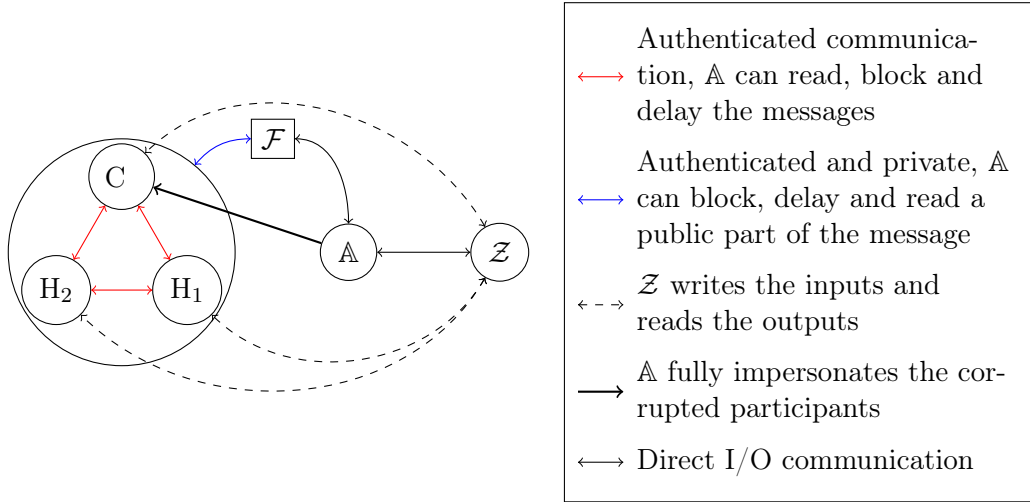 C
H₂
H₁
ℱ
𝔸
𝒵
Authenticated communica-
tion, 𝔸 can read, block and
delay the messages
Authenticated and private, 𝔸
can block, delay and read a
public part of the message
𝒵 writes the inputs and
reads the outputs
𝔸 fully impersonates the cor-
rupted participants
Direct I/O communication